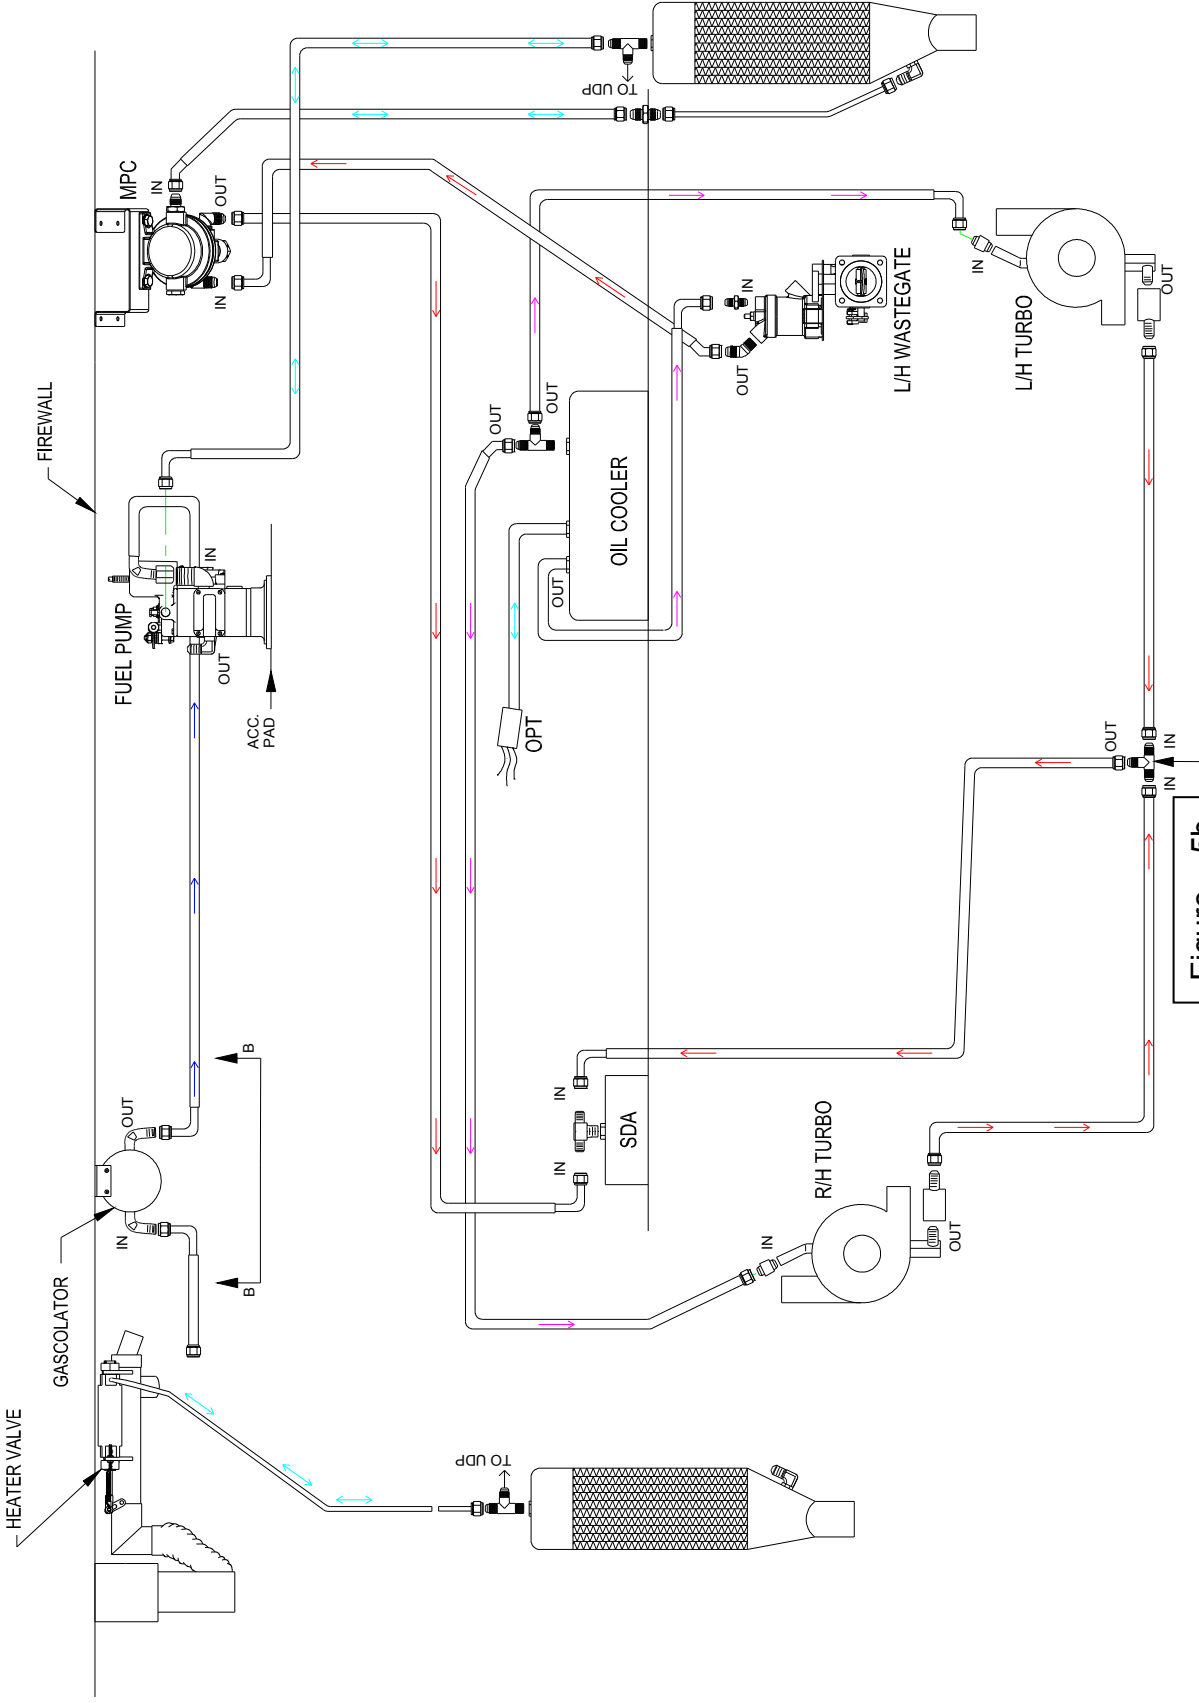 HEATER VALVE
GASCOLATOR
IN
OUT
B
B
FIREWALL
FUEL PUMP
IN
OUT
ACC.
PAD
MPC
IN
OUT
IN
TO UDP
OPT
OUT
OUT
OUT
OIL COOLER
OUT
IN
L/H WASTEGATE
IN
L/H TURBO
OUT
IN
IN
SDA
R/H TURBO
IN
OUT
OUT
IN
IN
TO UDP